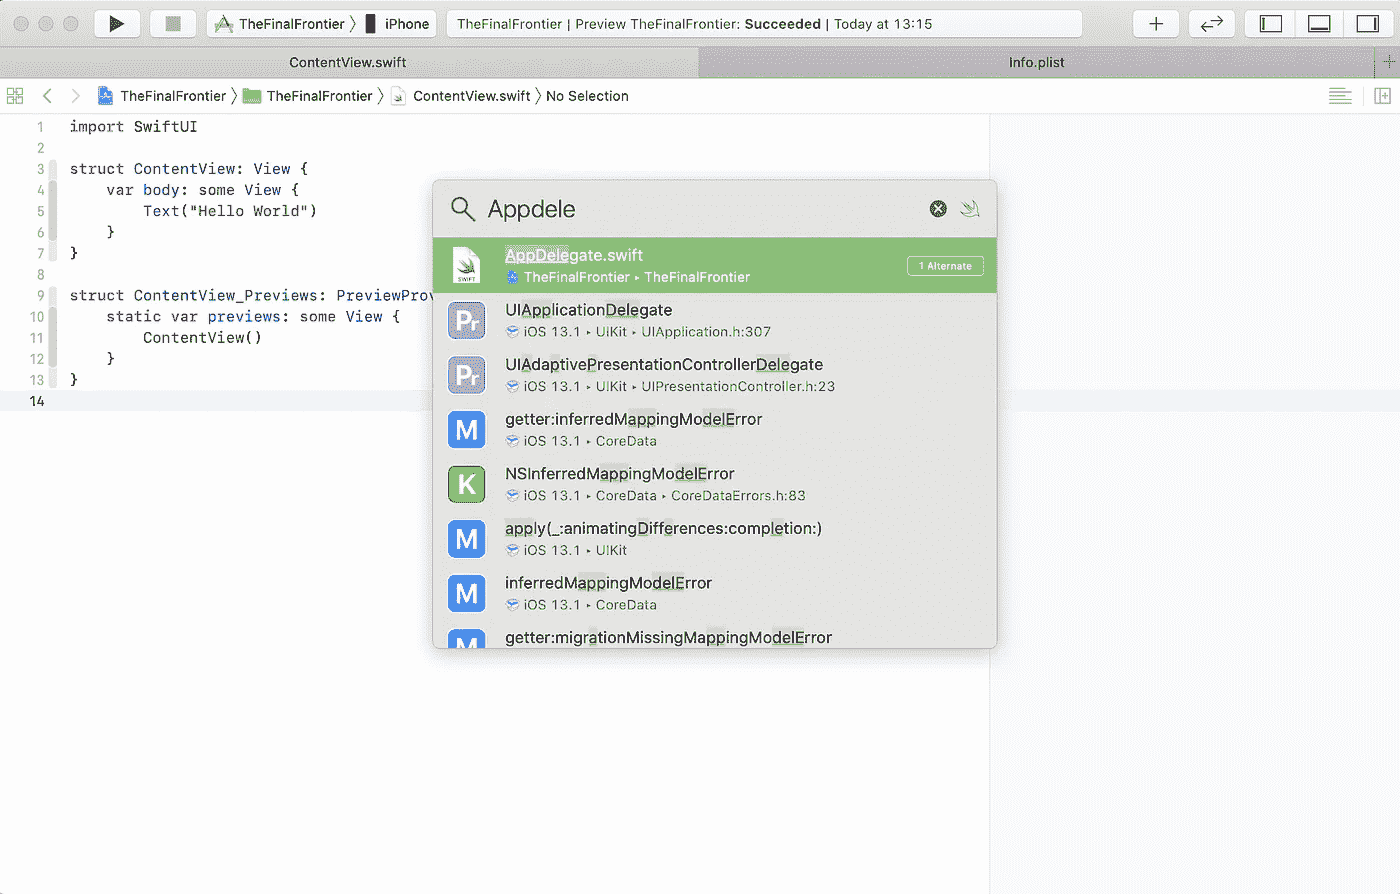 TheFinalFrontier 〉 iPhone
TheFinalFrontier | Preview TheFinalFrontier: Succeeded | Today at 13:15
ContentView.swift
Info.plist
TheFinalFrontier 〉 TheFinalFrontier 〉 ContentView.swift 〉 No Selection
1 import SwiftUI
2
3 struct ContentView: View {
4 var body: some View {
5 Text("Hello World")
6 }
7 }
8
9 struct ContentView_Previews: PreviewProv
10 static var previews: some View {
11 ContentView()
12 }
13 }
14
Appdele
SWIFT
AppDelegate.swift
TheFinalFrontier ▸ TheFinalFrontier
1 Alternate
Pr
UIApplicationDelegate
iOS 13.1 ▸ UIKit ▸ UIApplication.h:307
Pr
UIAdaptivePresentationControllerDelegate
iOS 13.1 ▸ UIKit ▸ UIPresentationController.h:23
M
getter:inferredMappingModelError
iOS 13.1 ▸ CoreData
K
NSInferredMappingModelError
iOS 13.1 ▸ CoreData ▸ CoreDataErrors.h:83
M
apply(_:animatingDifferences:completion:)
iOS 13.1 ▸ UIKit
M
inferredMappingModelError
iOS 13.1 ▸ CoreData
M
getter:migrationMissingMappingModelError